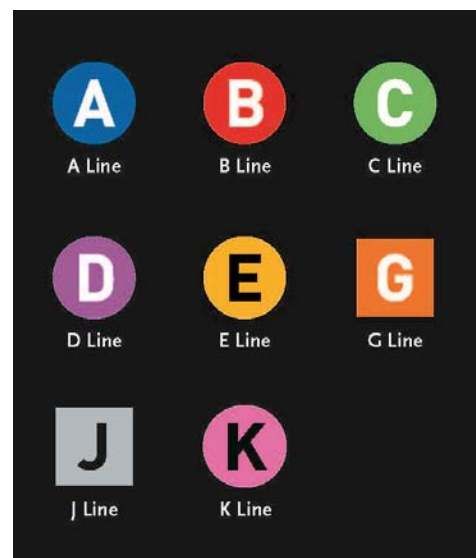 A B C
A Line B Line C Line
D E G
D Line E Line G Line
J K
J Line K Line